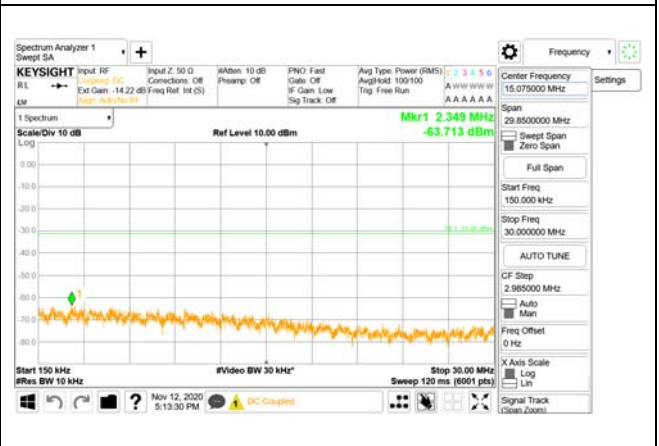 Spectrum Analyzer 1
Swept SA
Frequency
KEYSIGHT
Input: RF
Input Z: 50 Ω
#Atten: 10 dB
PNO: Fast
Avg Type: Power (RMS)
1 2 3 4 5 6
R L
Coupling: DC
Corrections: Off
Preamp: Off
Gate: Off
Avg|Hold: 100/100
A W W W W W
Ext Gain: -14.22 dB
Freq Ref: Int (S)
IF Gain: Low
Trig: Free Run
Align: Auto/No RF
Sig Track: Off
A A A A A A
Center Frequency
15.075000 MHz
Settings
1 Spectrum
Mkr1 2.349 MHz
Scale/Div 10 dB
Ref Level 10.00 dBm
-63.713 dBm
Log
0.00
-10.0
-20.0
-30.0
-40.0
-50.0
-60.0
-70.0
-80.0
1
Span
29.8500000 MHz
Swept Span
Zero Span
Full Span
Start Freq
150.000 kHz
Stop Freq
30.000000 MHz
AUTO TUNE
CF Step
2.985000 MHz
Auto
Man
Freq Offset
0 Hz
X Axis Scale
Log
Lin
Signal Track
(Span Zoom)
Start 150 kHz
#Video BW 30 kHz*
Stop 30.00 MHz
#Res BW 10 kHz
Sweep 120 ms (6001 pts)
Nov 12, 2020
5:13:30 PM
DC Coupled